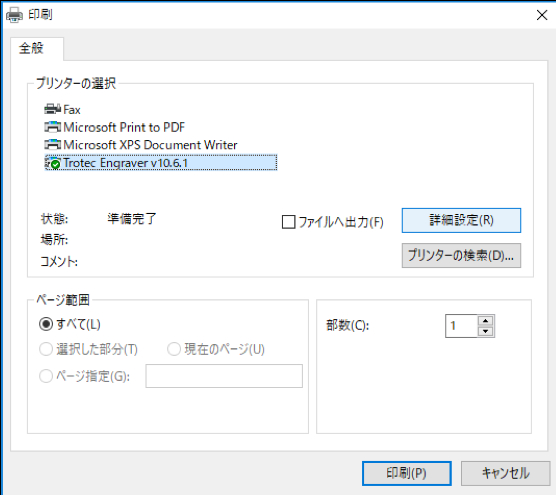 印刷
全般
プリンターの選択
Fax
Microsoft Print to PDF
Microsoft XPS Document Writer
Trotec Engraver v10.6.1
状態: 準備完了 ファイルへ出力(F) 詳細設定(R)
場所:
コメント: プリンターの検索(D)...
ページ範囲
すべて(L) 部数(C): 1
選択した部分(T) 現在のページ(U)
ページ指定(G):
印刷(P) キャンセル